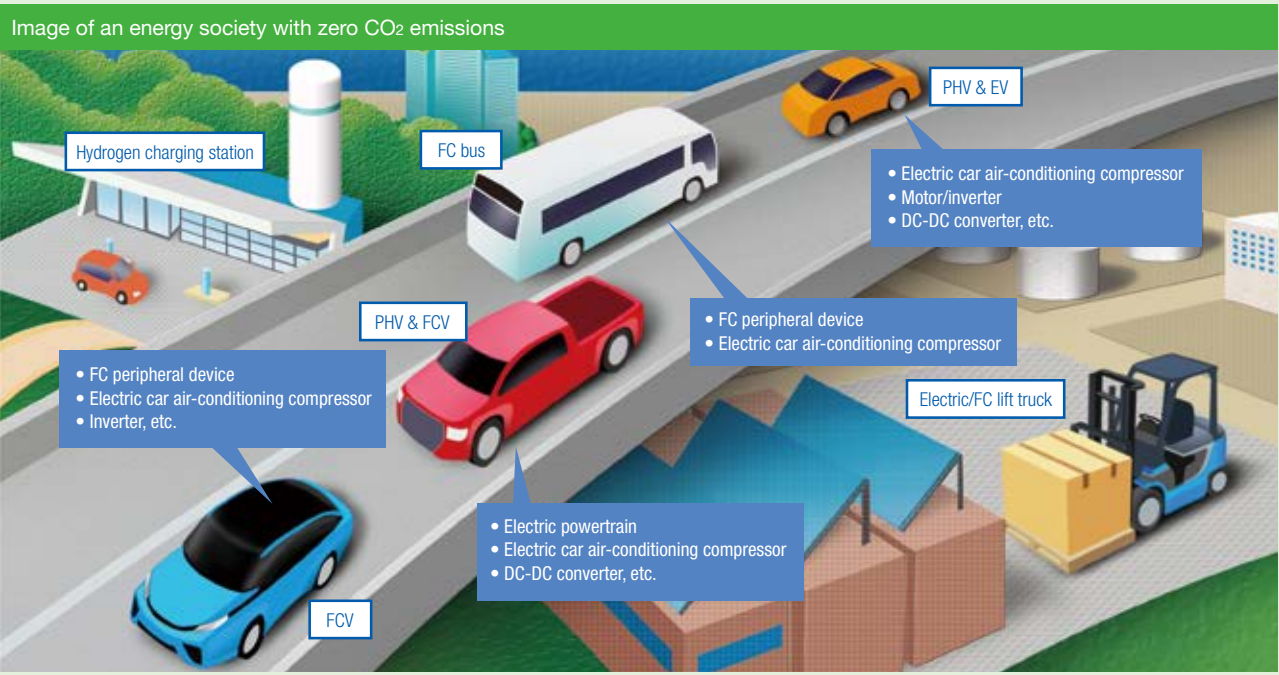 Image of an energy society with zero CO2 emissions
PHV & EV
Hydrogen charging station
FC bus
• Electric car air-conditioning compressor
• Motor/inverter
• DC-DC converter, etc.
PHV & FCV
• FC peripheral device
• Electric car air-conditioning compressor
• FC peripheral device
• Electric car air-conditioning compressor
• Inverter, etc.
Electric/FC lift truck
• Electric powertrain
• Electric car air-conditioning compressor
• DC-DC converter, etc.
FCV